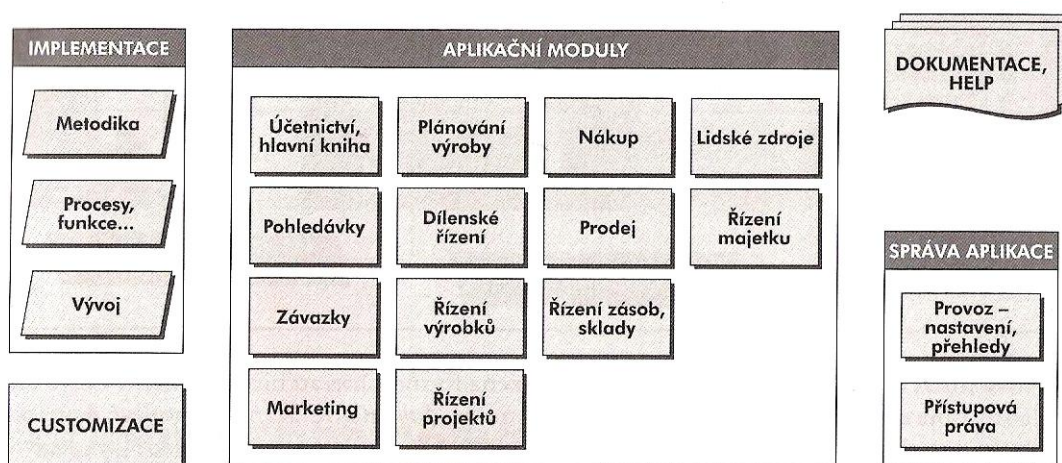 IMPLEMENTACE
Metodika
Procesy,
funkce...
Vývoj
CUSTOMIZACE
APLIKAČNÍ MODULY
Účetnictví,
hlavní kniha
Plánování
výroby
Nákup
Lidské zdroje
Pohledávky
Dílenské
řízení
Prodej
Řízení
majetku
Závazky
Řízení
výrobků
Řízení zásob,
sklady
Marketing
Řízení
projektů
DOKUMENTACE,
HELP
SPRÁVA APLIKACE
Provoz –
nastavení,
přehledy
Přístupová
práva